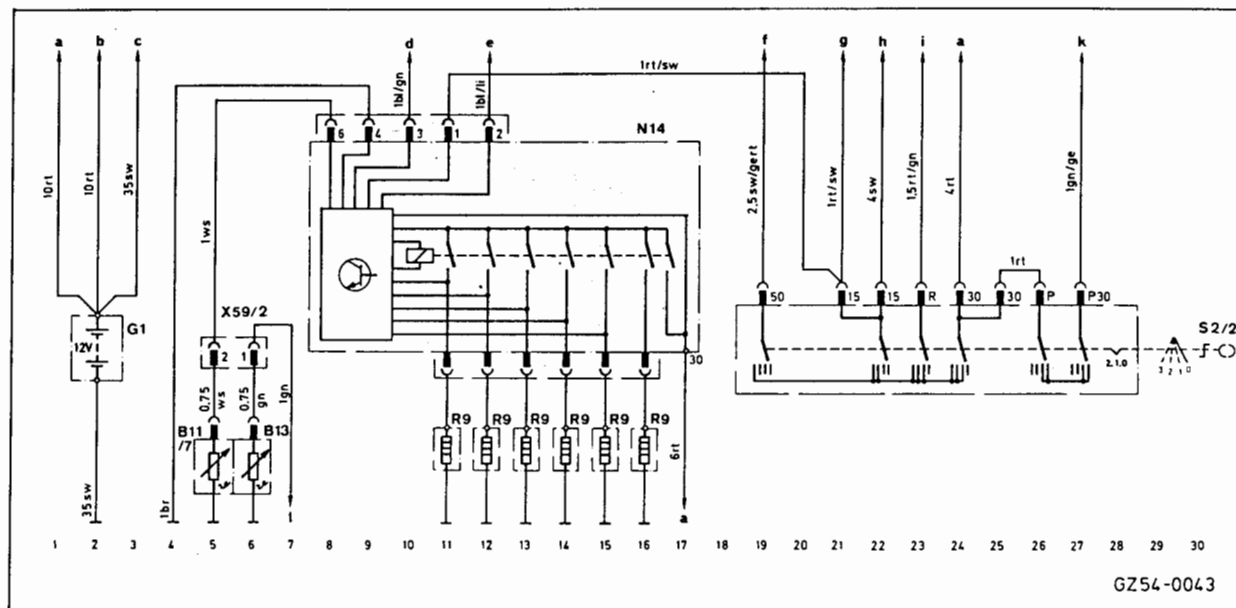 a b c d e f g h i a k
1rt/sw
10rt 10rt 35sw 1bl/gn 1bl/li 2,5sw/gert 1rt/sw 4sw 1,5rt/gn 4rt 1gn/ge
6 4 3 1 2 N14
1ws
1rt
50 15 15 R 30 30 P P30
X59/2 G1
12V
S2/2
2 1
30
2,1,0
3 2 1 0
0,75 ws 0,75 gn 1gn
B11/7 B13
R9 R9 R9 R9 R9 R9
6rt
35sw 1br l a
1 2 3 4 5 6 7 8 9 10 11 12 13 14 15 16 17 18 19 20 21 22 23 24 25 26 27 28 29 30
GZ54-0043